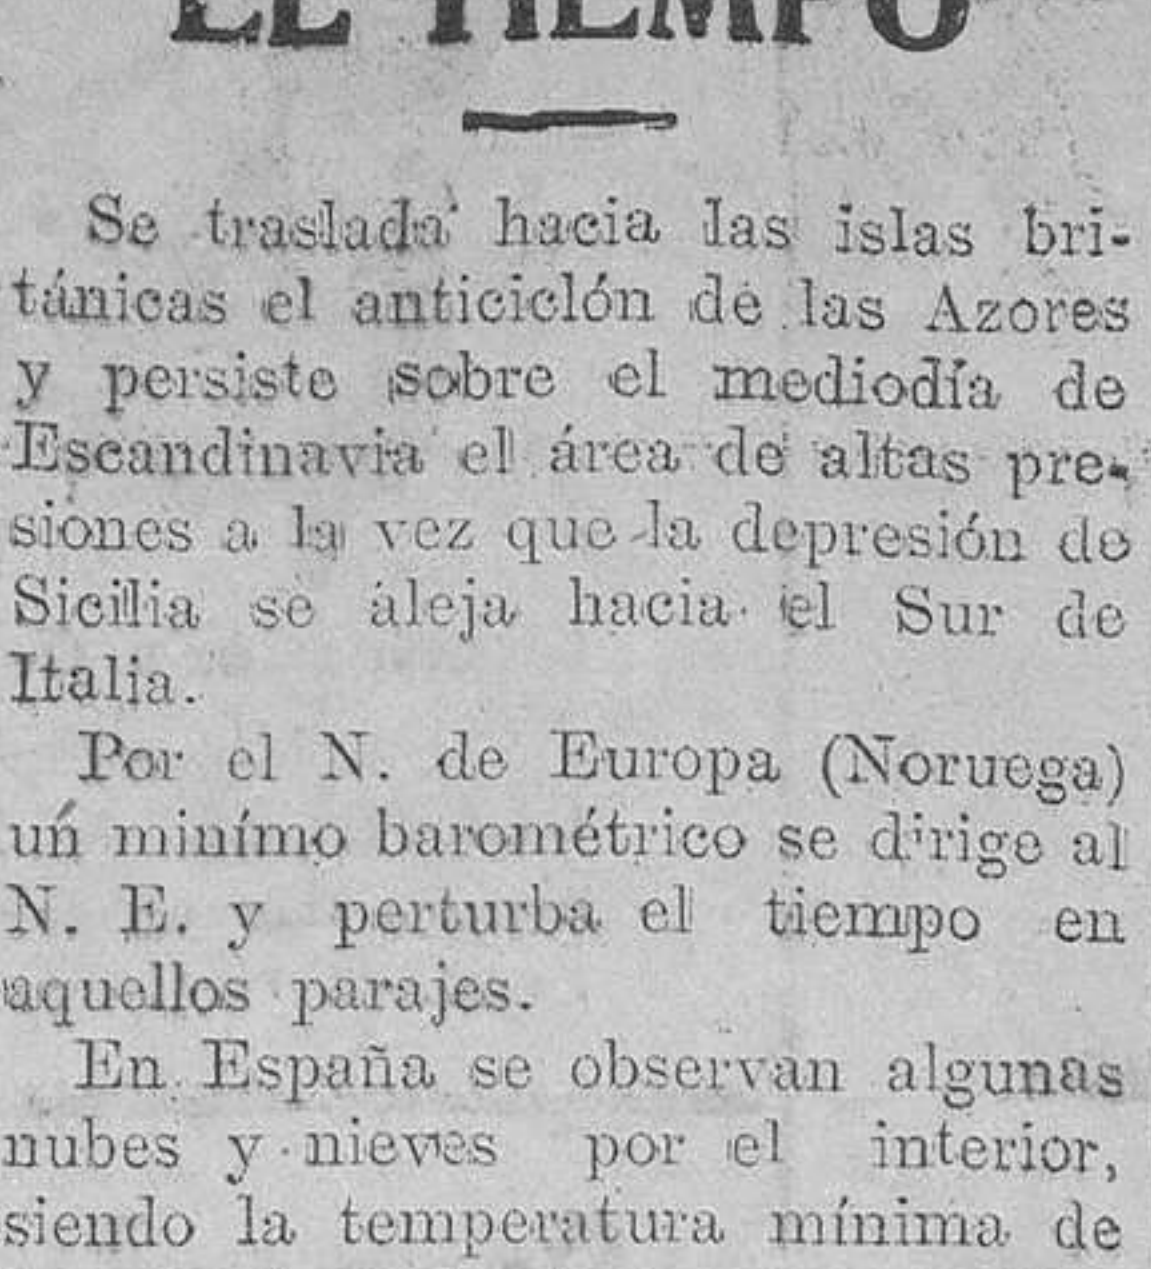 EL TIEMPO
Se traslada hacia las islas bri-
tánicas el anticiclón de las Azores
y persiste sobre el mediodía de
Escandinavia el área de altas pre-
siones a la vez que la depresión de
Sicilia se aleja hacia el Sur de
Italia.
Por el N. de Europa (Noruega)
un minímo barométrico se dirige al
N. E. y perturba el tiempo en
aquellos parajes.
En España se observan algunas
nubes y nieves por el interior,
siendo la temperatura mínima de